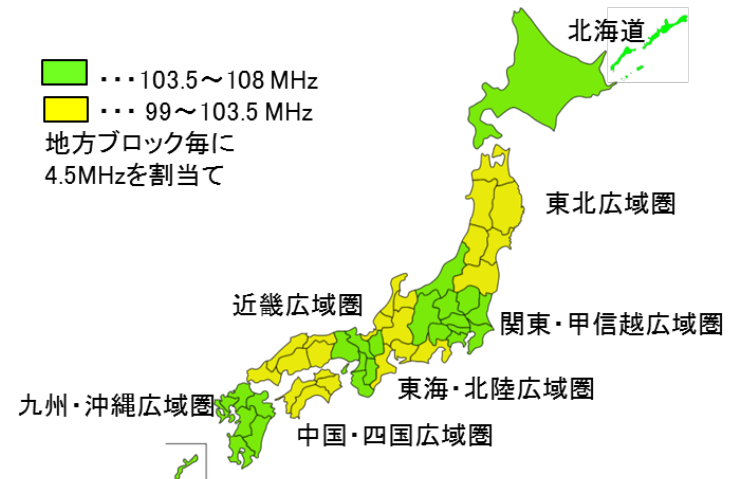 北海道
・・・103.5～108 MHz
・・・ 99～103.5 MHz
地方ブロック毎に
4.5MHzを割当て
東北広域圏
近畿広域圏
関東・甲信越広域圏
東海・北陸広域圏
九州・沖縄広域圏
中国・四国広域圏